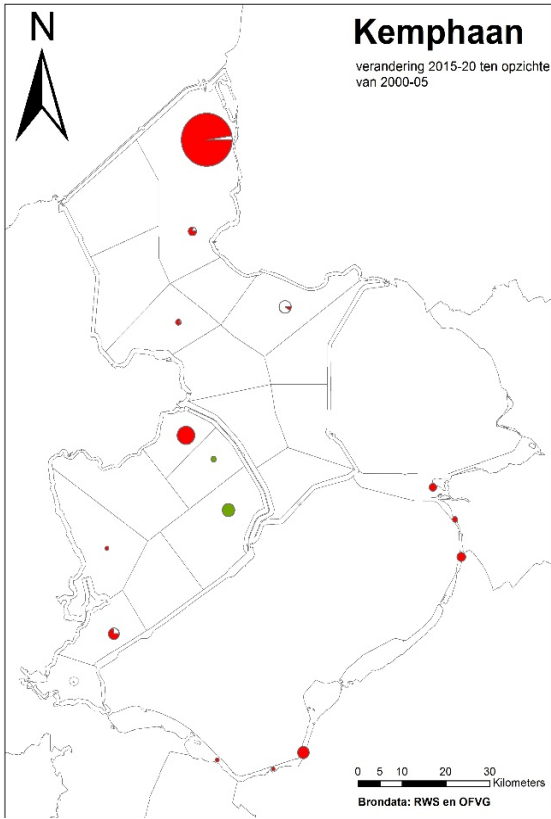 N
Kemphaan
verandering 2015-20 ten opzichte
van 2000-05
0 5 10 20 30
Kilometers
Brondata: RWS en OFVG